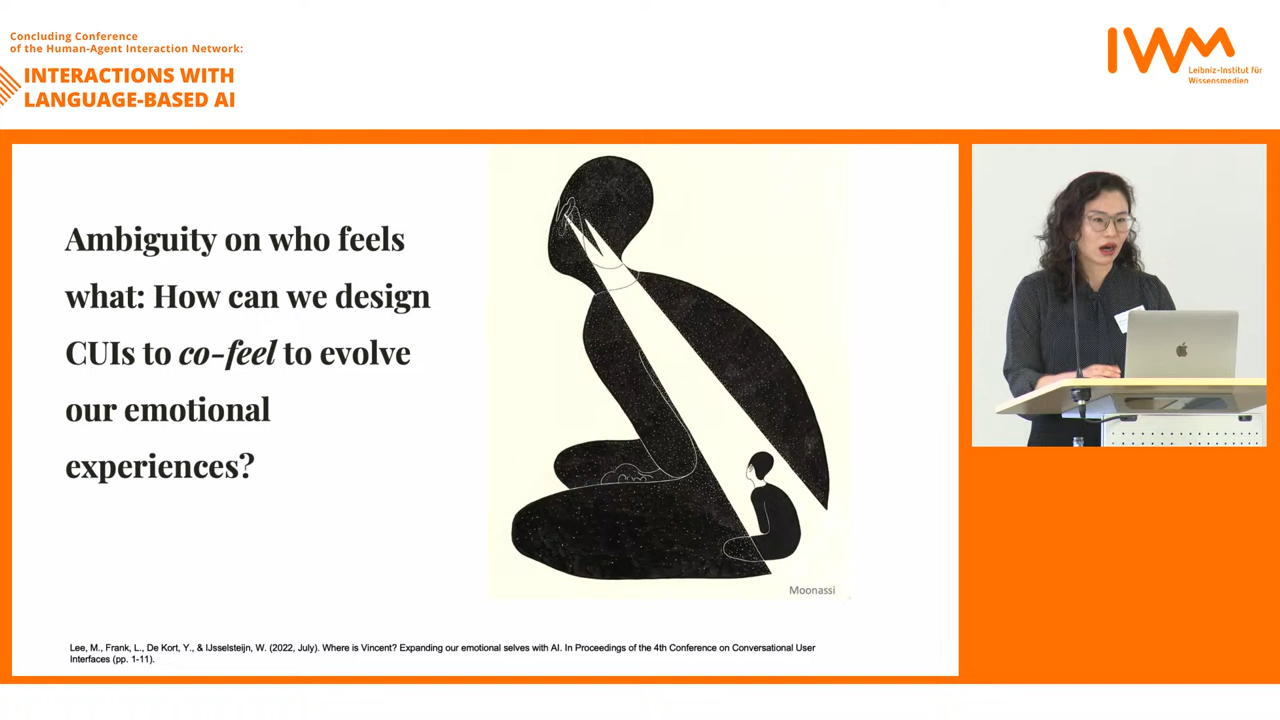 Concluding Conference
of the Human-Agent Interaction Network:
INTERACTIONS WITH
LANGUAGE-BASED AI
IWM
Leibniz-Institut für
Wissensmedien
Ambiguity on who feels
what: How can we design
CUIs to co-feel to evolve
our emotional
experiences?
Moonassi
Lee, M., Frank, L., De Kort, Y., & IJsselsteijn, W. (2022, July). Where is Vincent? Expanding our emotional selves with AI. In Proceedings of the 4th Conference on Conversational User
Interfaces (pp. 1-11).